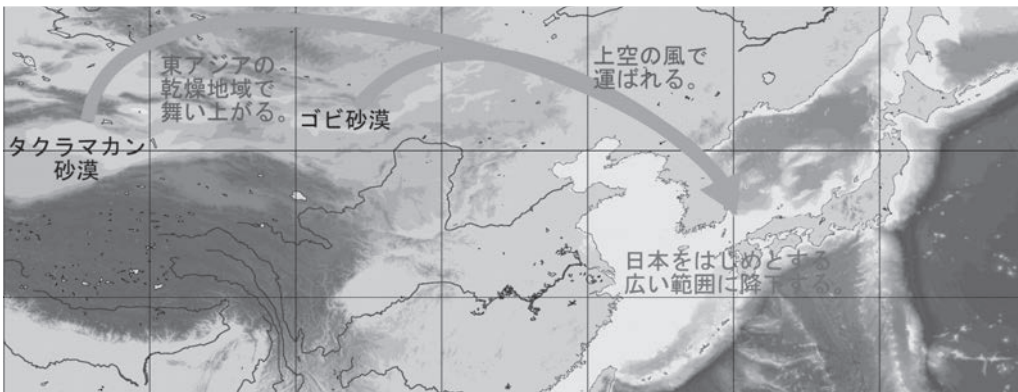 東アジアの
乾燥地域で
舞い上がる。
上空の風で
運ばれる。
ゴビ砂漠
タクラマカン
砂漠
日本をはじめとする
広い範囲に降下する。